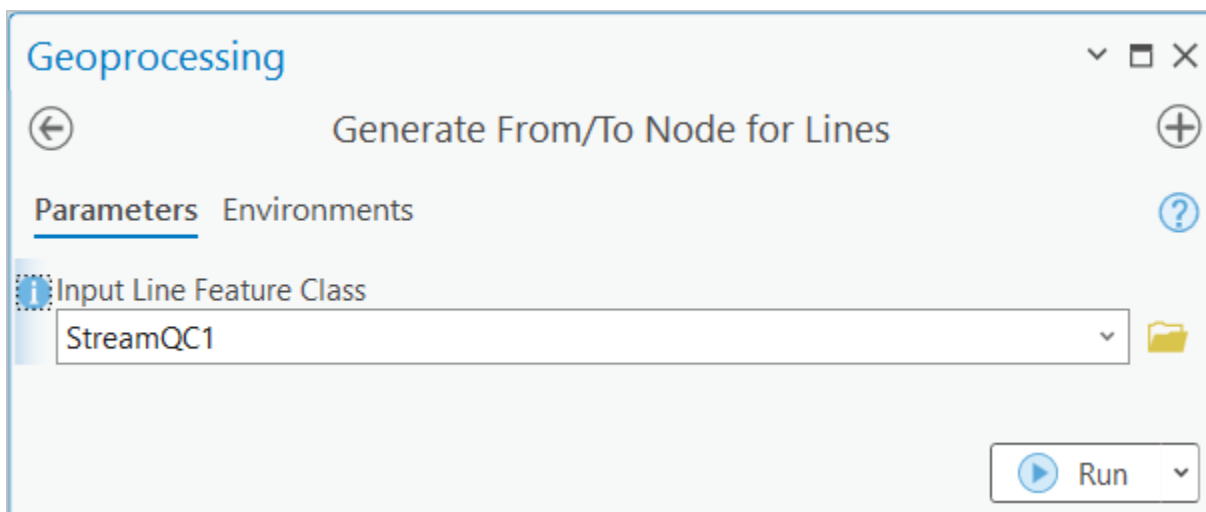 Geoprocessing
Generate From/To Node for Lines
Parameters Environments
Input Line Feature Class
StreamQC1
Run